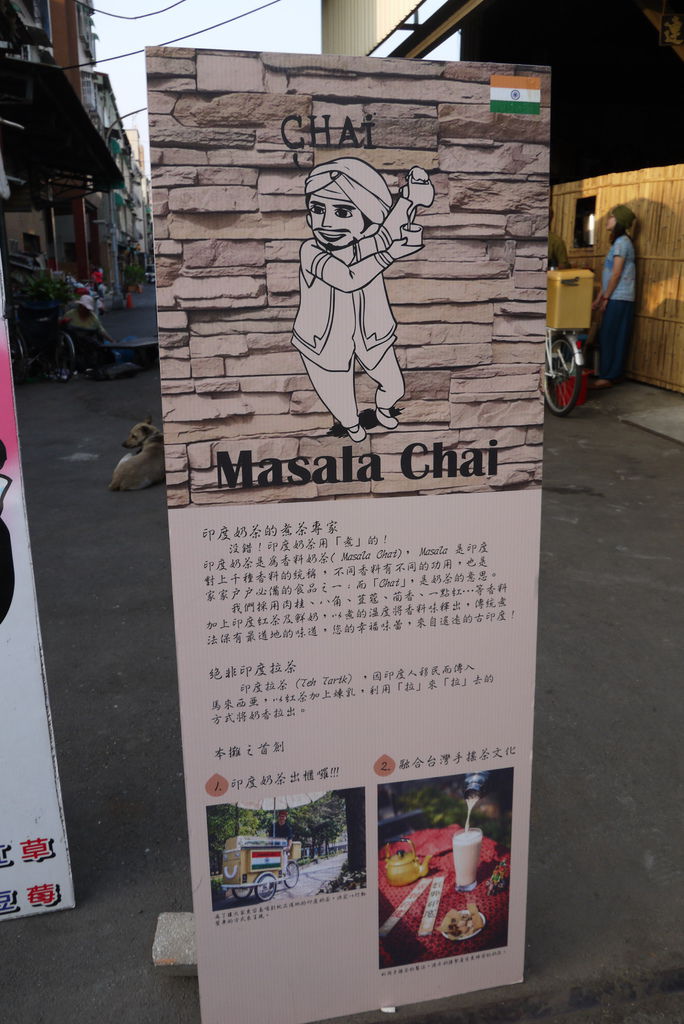 CHAi
Masala Chai
印度奶茶的煮茶專家
沒錯！印度奶茶用「煮」的！
印度奶茶是為香料奶茶( Masala Chai)， Masala 是印度
對上千種香料的統稱，不同香料有不同的功用，也是
家家戶戶必備的食品之一；而「Chai」，是奶茶的意思。
我們採用肉桂、八角、荳蔻、茴香、一點紅…等香料
加上印度紅茶及鮮奶，以煮的溫度將香料味釋出，傳統煮
法保有最道地的味道，您的幸福味蕾，來自遙遠的古印度！
絕非印度拉茶
印度拉茶 (Teh Tarik) ，因印度人移民而傳入
馬來西亞，以紅茶加上煉乳，利用「拉」來「拉」去的
方式將奶香拉出。
本攤之首創
1. 印度奶茶出櫃囉!!!
2. 融合台灣手搖茶文化
草
莓